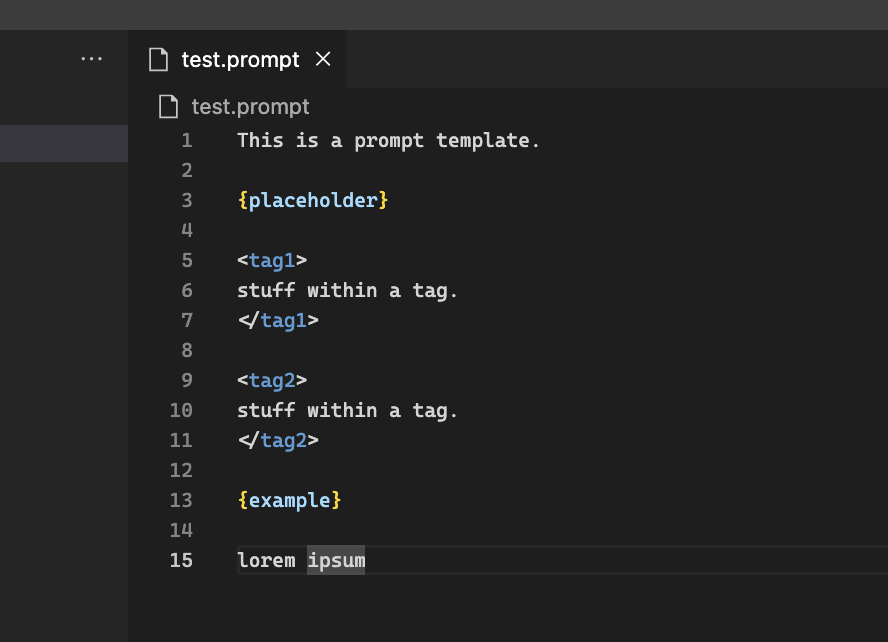 ...
test.prompt
test.prompt
1 This is a prompt template.
2
3 {placeholder}
4
5 <tag1>
6 stuff within a tag.
7 </tag1>
8
9 <tag2>
10 stuff within a tag.
11 </tag2>
12
13 {example}
14
15 lorem ipsum